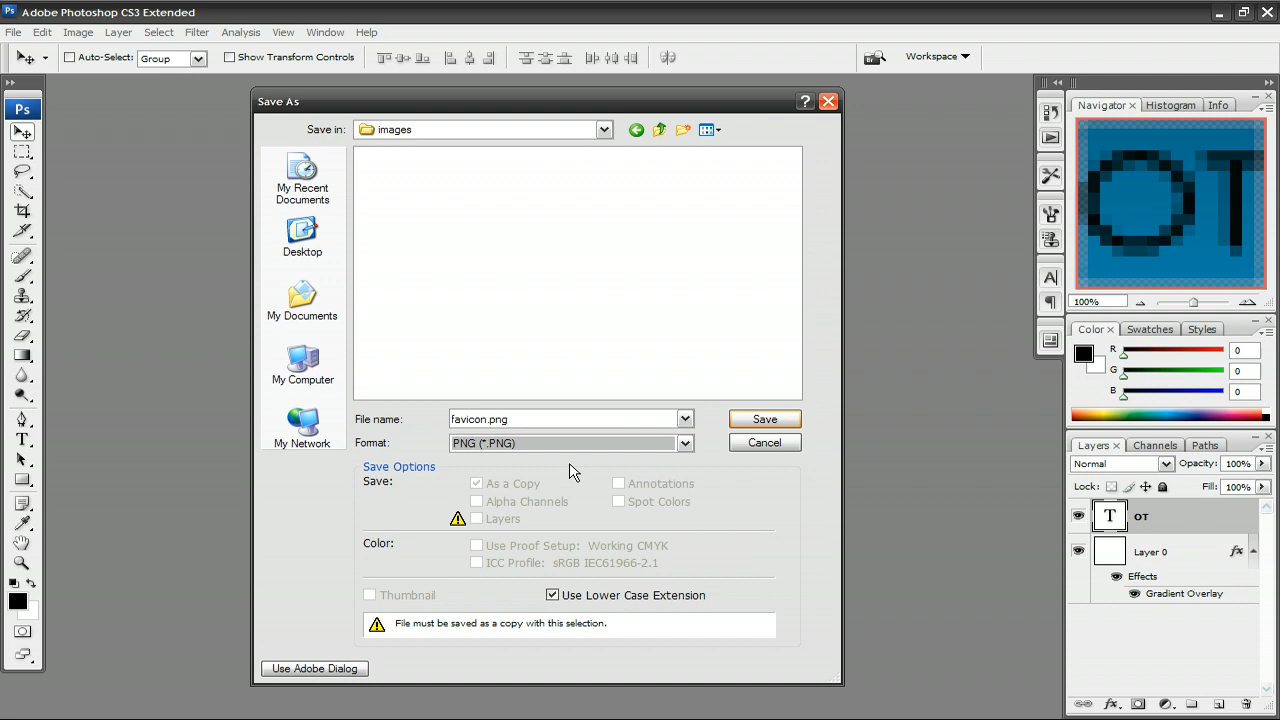 Adobe Photoshop CS3 Extended
File Edit Image Layer Select Filter Analysis View Window Help
Auto-Select: Group Show Transform Controls Br Workspace
Save As
Save in: images
My Recent
Documents
Desktop
My Documents
My Computer
My Network
File name: favicon.png Save
Format: PNG (*.PNG) Cancel
Save Options
Save: As a Copy Annotations
Alpha Channels Spot Colors
Layers
Color: Use Proof Setup: Working CMYK
ICC Profile: sRGB IEC61966-2.1
Thumbnail Use Lower Case Extension
File must be saved as a copy with this selection.
Use Adobe Dialog
Ps
Navigator Histogram Info
OT
100%
Color Swatches Styles
R 0
G 0
B 0
Layers Channels Paths
Normal Opacity: 100%
Lock: Fill: 100%
T OT
Layer 0 fx
Effects
Gradient Overlay